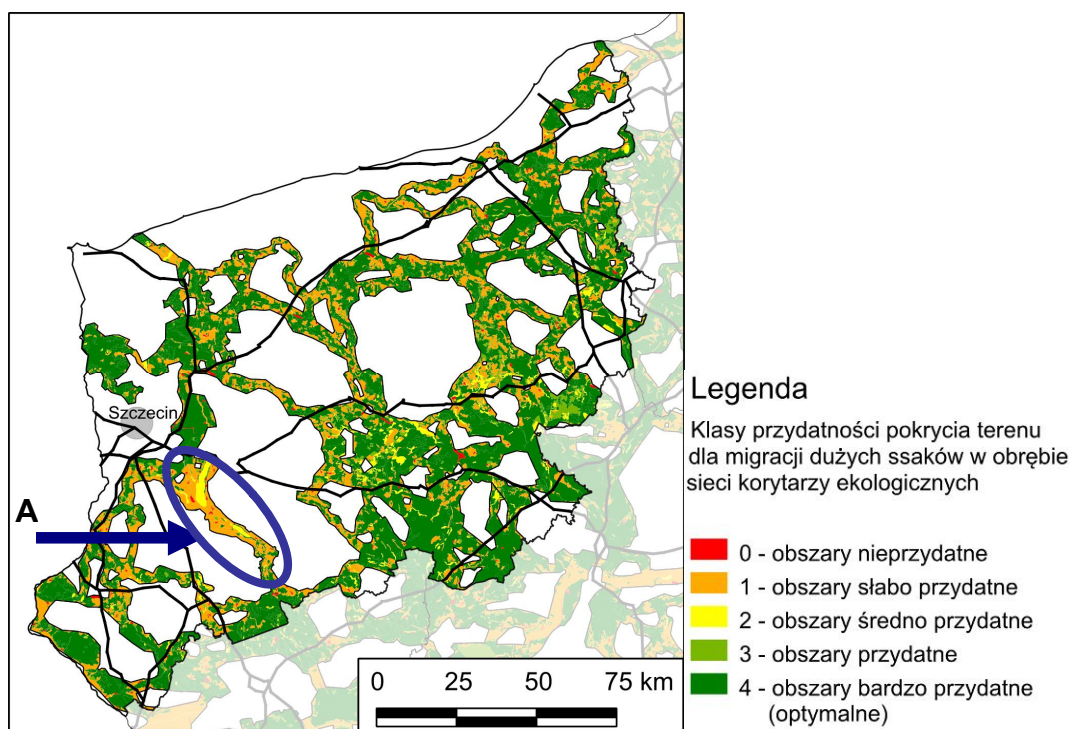 Szczecin
A
0 25 50 75 km
Legenda
Klasy przydatności pokrycia terenu
dla migracji dużych ssaków w obrębie
sieci korytarzy ekologicznych
0 - obszary nieprzydatne
1 - obszary słabo przydatne
2 - obszary średno przydatne
3 - obszary przydatne
4 - obszary bardzo przydatne
(optymalne)